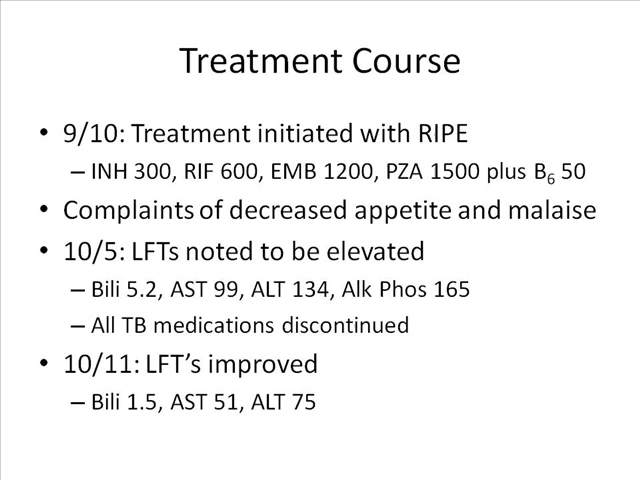 Treatment Course
• 9/10: Treatment initiated with RIPE
– INH 300, RIF 600, EMB 1200, PZA 1500 plus B6 50
• Complaints of decreased appetite and malaise
• 10/5: LFTs noted to be elevated
– Bili 5.2, AST 99, ALT 134, Alk Phos 165
– All TB medications discontinued
• 10/11: LFT's improved
– Bili 1.5, AST 51, ALT 75